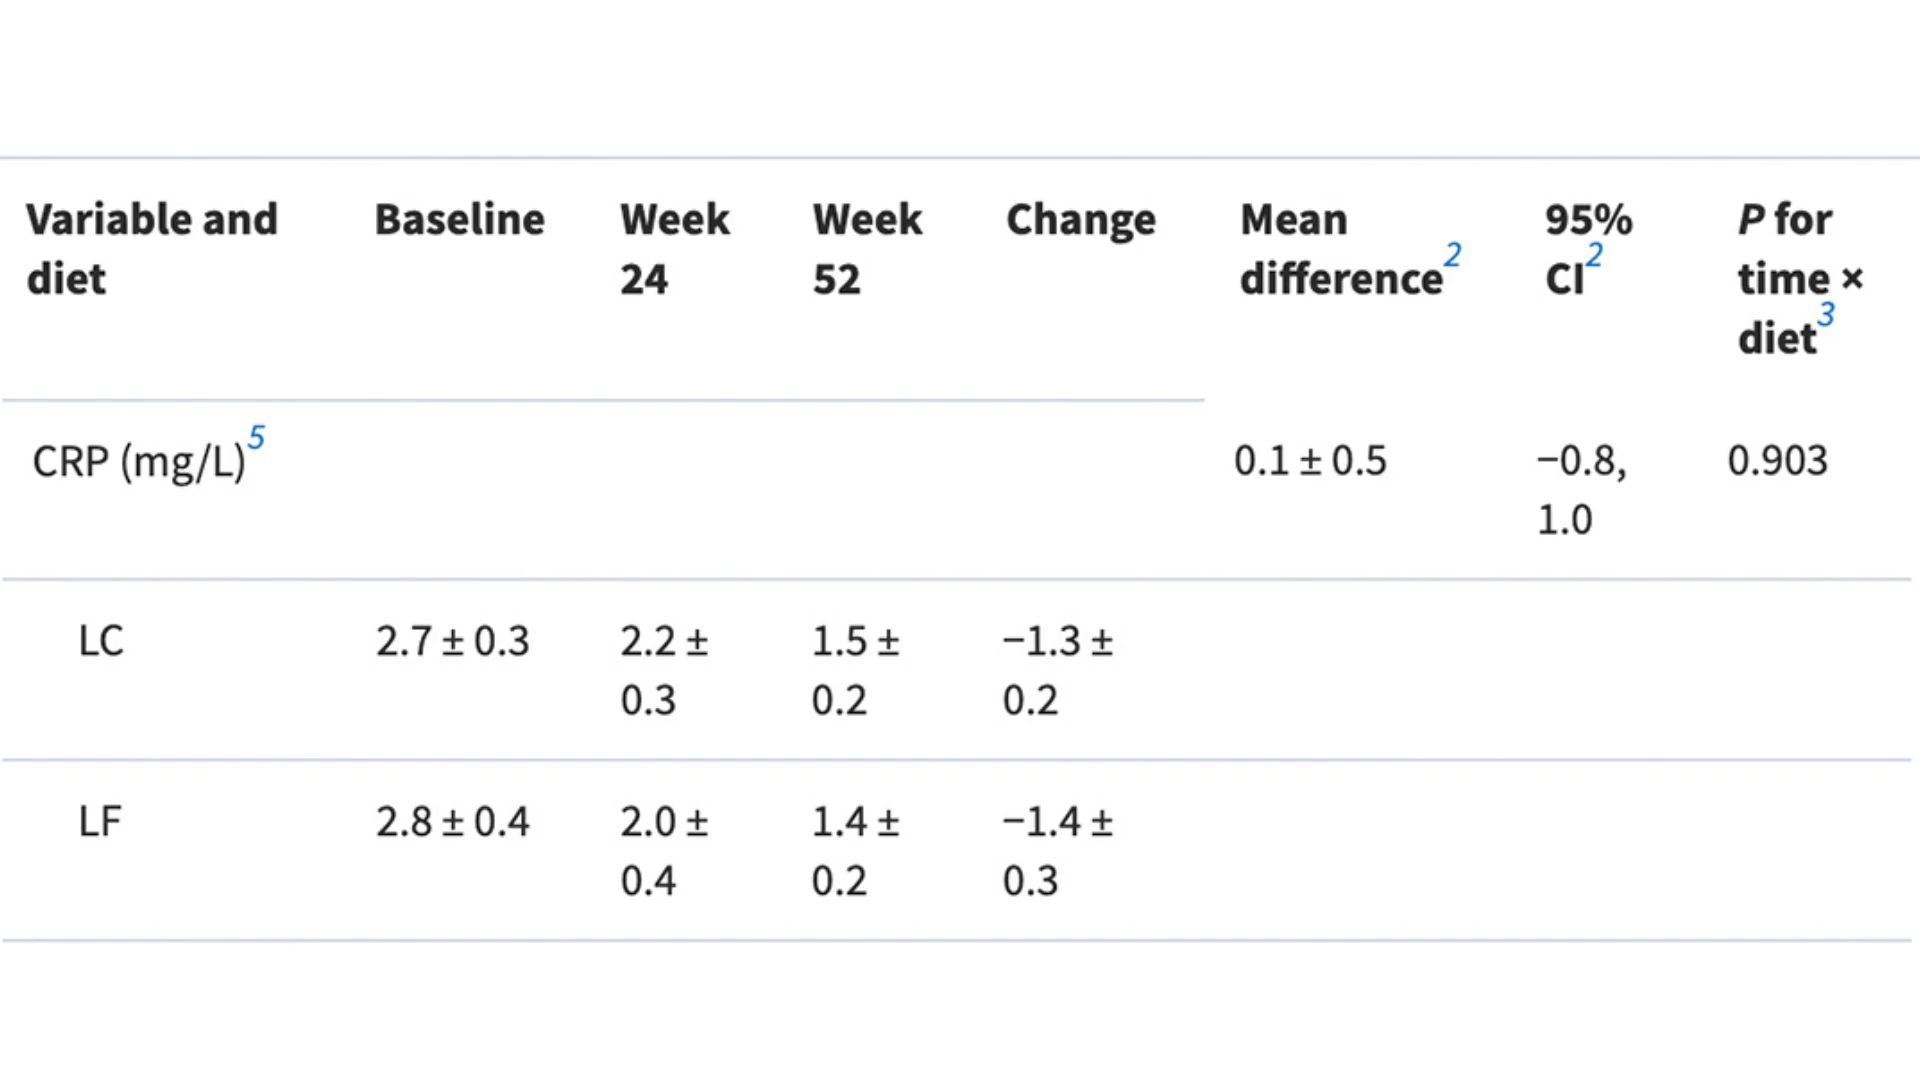 Variable and diet Baseline Week 24 Week 52 Change Mean difference2 95% CI2 P for time × diet3
CRP (mg/L)5 0.1 ± 0.5 −0.8, 1.0 0.903
LC 2.7 ± 0.3 2.2 ± 0.3 1.5 ± 0.2 −1.3 ± 0.2
LF 2.8 ± 0.4 2.0 ± 0.4 1.4 ± 0.2 −1.4 ± 0.3